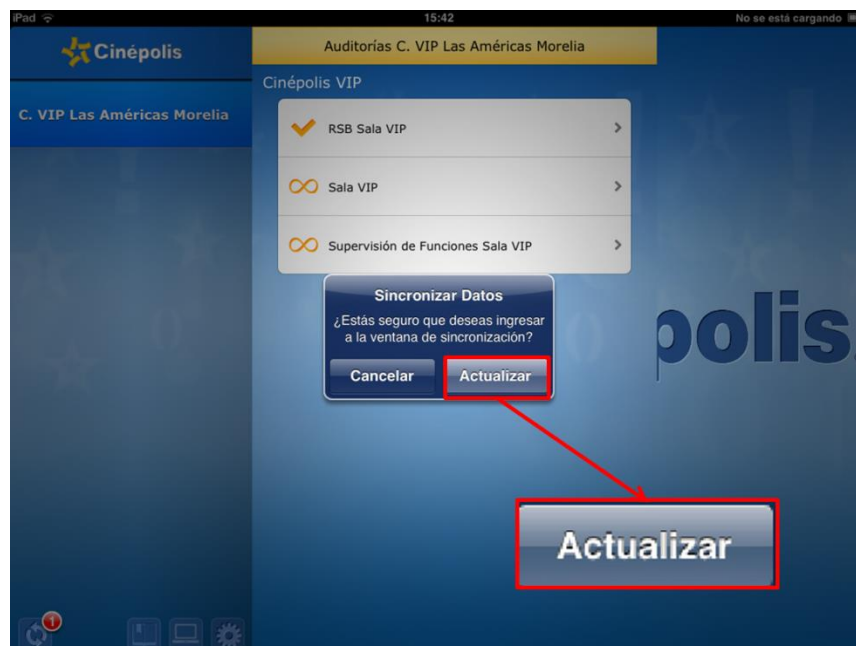 iPad
15:42
No se está cargando
Cinépolis
Auditorías C. VIP Las Américas Morelia
Cinépolis VIP
C. VIP Las Américas Morelia
RSB Sala VIP
Sala VIP
Supervisión de Funciones Sala VIP
Sincronizar Datos
¿Estás seguro que deseas ingresar
a la ventana de sincronización?
Cancelar
Actualizar
polis.
Actualizar
1